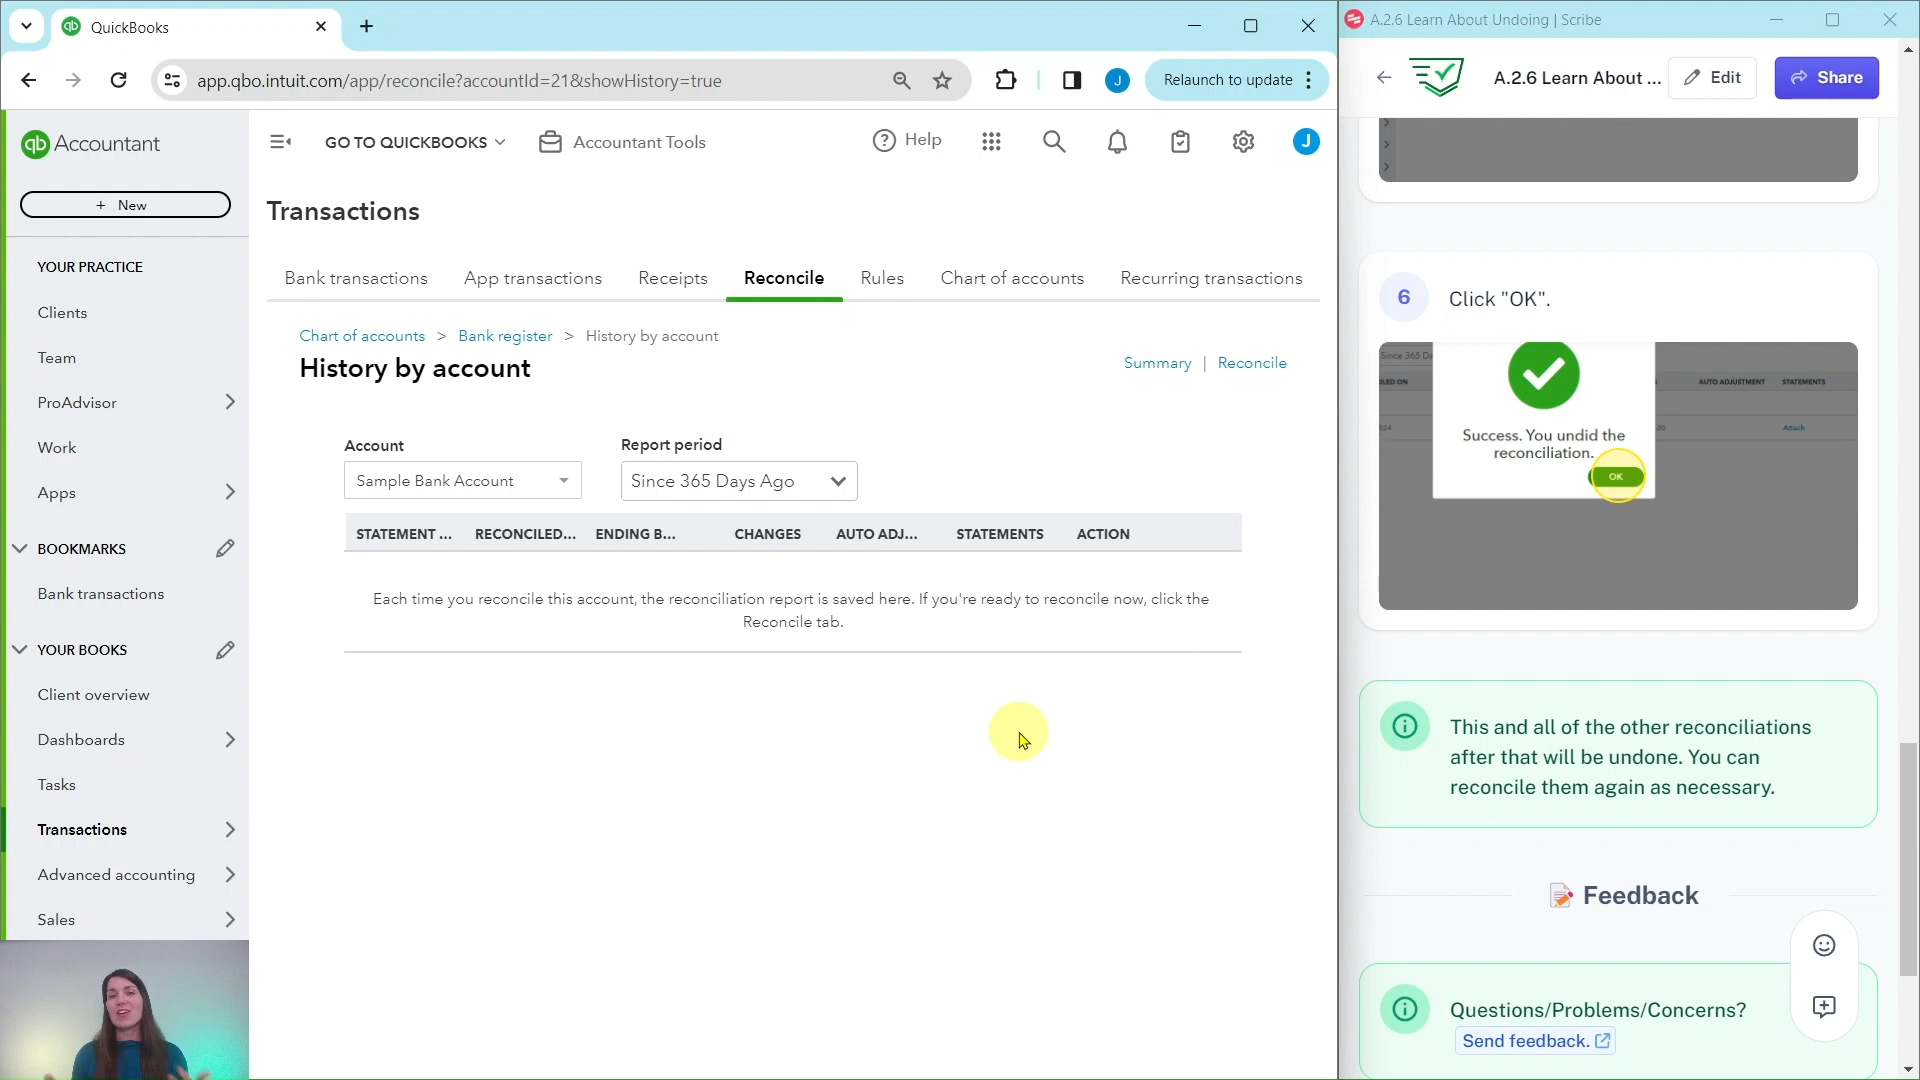 QuickBooks
app.qbo.intuit.com/app/reconcile?accountId=21&showHistory=true
J
Relaunch to update
qb Accountant
GO TO QUICKBOOKS
Accountant Tools
Help
J
+ New
Transactions
YOUR PRACTICE
Clients
Team
ProAdvisor
Work
Apps
BOOKMARKS
Bank transactions
YOUR BOOKS
Client overview
Dashboards
Tasks
Transactions
Advanced accounting
Sales
Bank transactions
App transactions
Receipts
Reconcile
Rules
Chart of accounts
Recurring transactions
Chart of accounts > Bank register > History by account
History by account
Summary | Reconcile
Account
Report period
Sample Bank Account
Since 365 Days Ago
STATEMENT ... RECONCILED... ENDING B... CHANGES AUTO ADJ... STATEMENTS ACTION
Each time you reconcile this account, the reconciliation report is saved here. If you're ready to reconcile now, click the
Reconcile tab.
A.2.6 Learn About Undoing | Scribe
A.2.6 Learn About ...
Edit
Share
6
Click "OK".
Since 365 Da
LED ON
AUTO ADJUSTMENT STATEMENTS
024
Attach
Success. You undid the
reconciliation.
OK
This and all of the other reconciliations
after that will be undone. You can
reconcile them again as necessary.
Feedback
Questions/Problems/Concerns?
Send feedback.